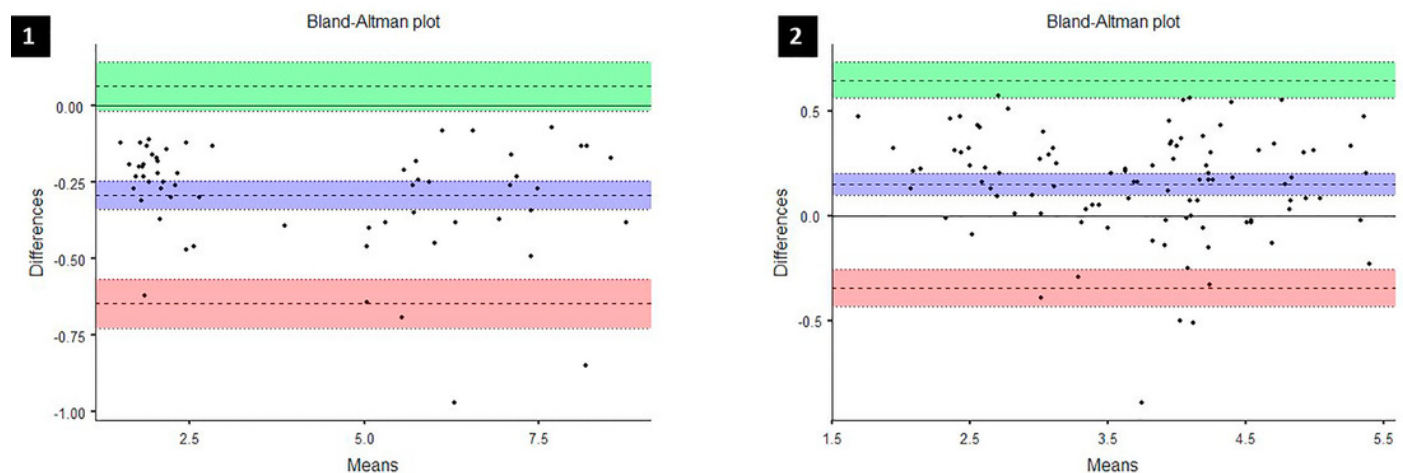 1
Bland-Altman plot
Differences
0.00
-0.25
-0.50
-0.75
-1.00
2.5 5.0 7.5
Means
2
Bland-Altman plot
Differences
0.5
0.0
-0.5
1.5 2.5 3.5 4.5 5.5
Means